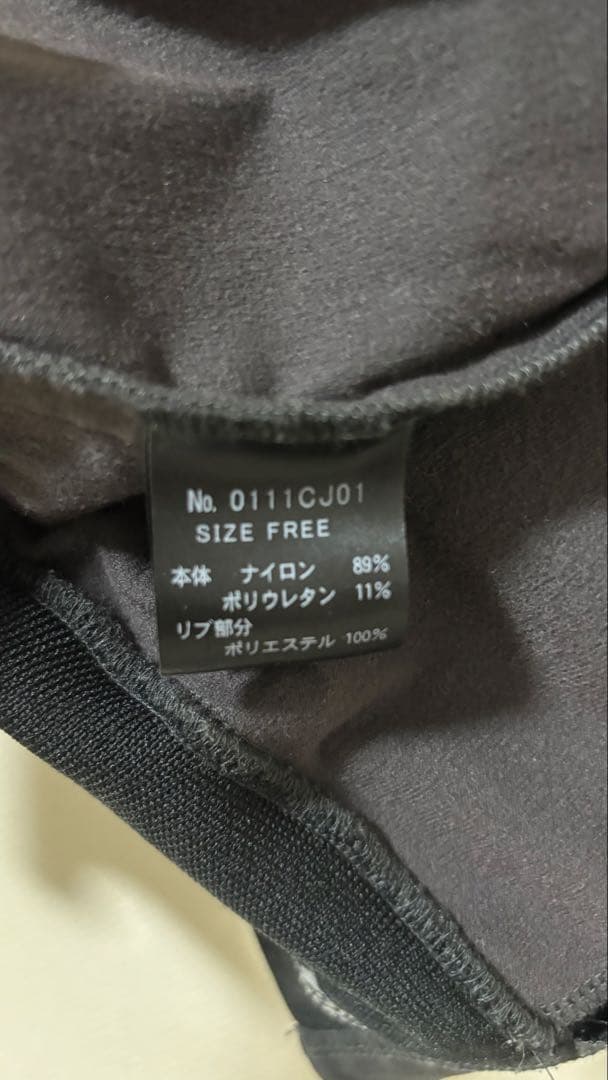 No. 0111CJ01
SIZE FREE
本体 ナイロン 89%
ポリウレタン 11%
リブ部分
ポリエステル 100%